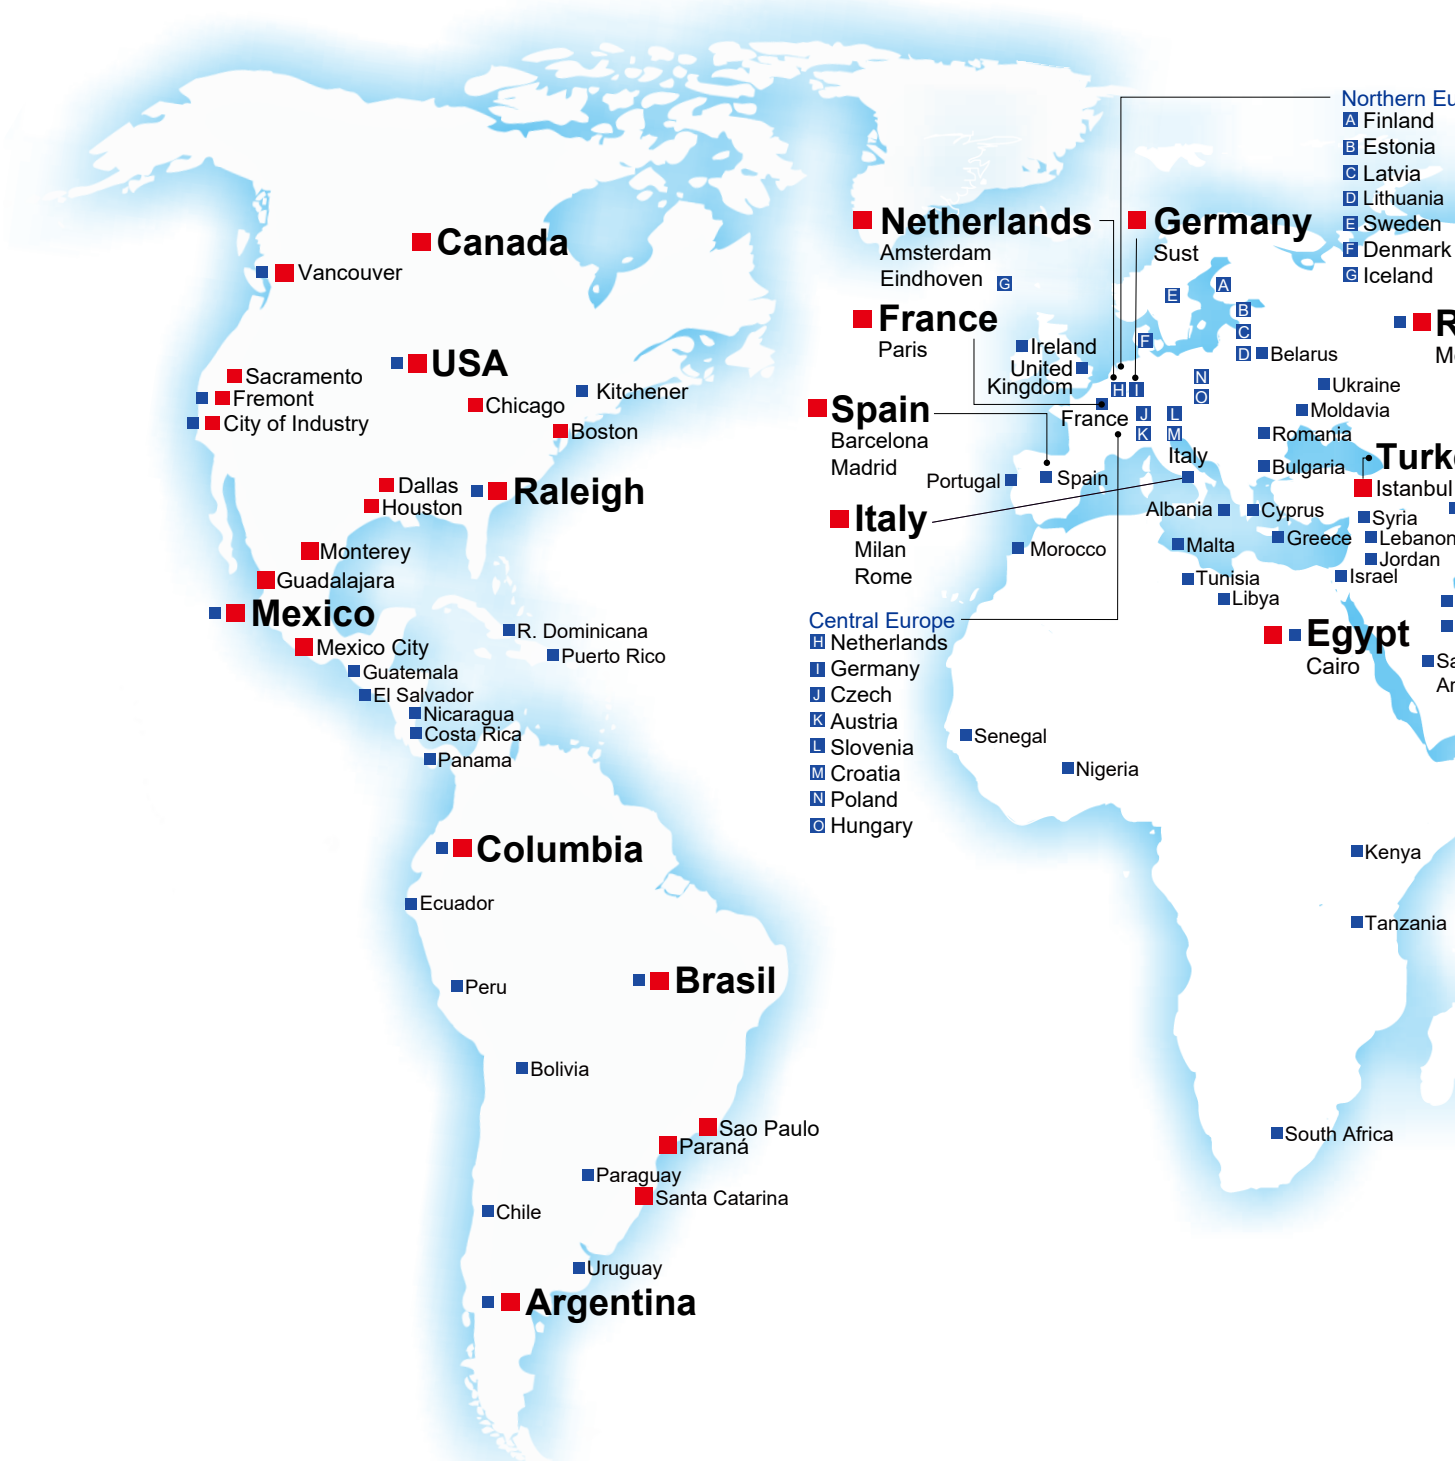 Canada
Vancouver
USA
Sacramento
Fremont
City of Industry
Chicago
Kitchener
Boston
Dallas
Houston
Raleigh
Monterey
Guadalajara
Mexico
Mexico City
R. Dominicana
Puerto Rico
Guatemala
El Salvador
Nicaragua
Costa Rica
Panama
Columbia
Ecuador
Peru
Brasil
Bolivia
Sao Paulo
Paraná
Paraguay
Santa Catarina
Chile
Uruguay
Argentina
Netherlands
Amsterdam
Eindhoven
Germany
Sust
France
Paris
Spain
Barcelona
Madrid
Italy
Milan
Rome
Northern Eu
A Finland
B Estonia
C Latvia
D Lithuania
E Sweden
F Denmark
G Iceland
G
E
A
B
C
D
F
N
O
H
I
J
L
K
M
Ireland
United
Kingdom
France
Belarus
R
M
Ukraine
Moldavia
Romania
Bulgaria
Turk
Istanbul
Italy
Portugal
Spain
Albania
Cyprus
Syria
Greece
Lebanon
Malta
Jordan
Morocco
Tunisia
Israel
Libya
Egypt
Cairo
Sa
Ar
Central Europe
H Netherlands
I Germany
J Czech
K Austria
L Slovenia
M Croatia
N Poland
O Hungary
Senegal
Nigeria
Kenya
Tanzania
South Africa